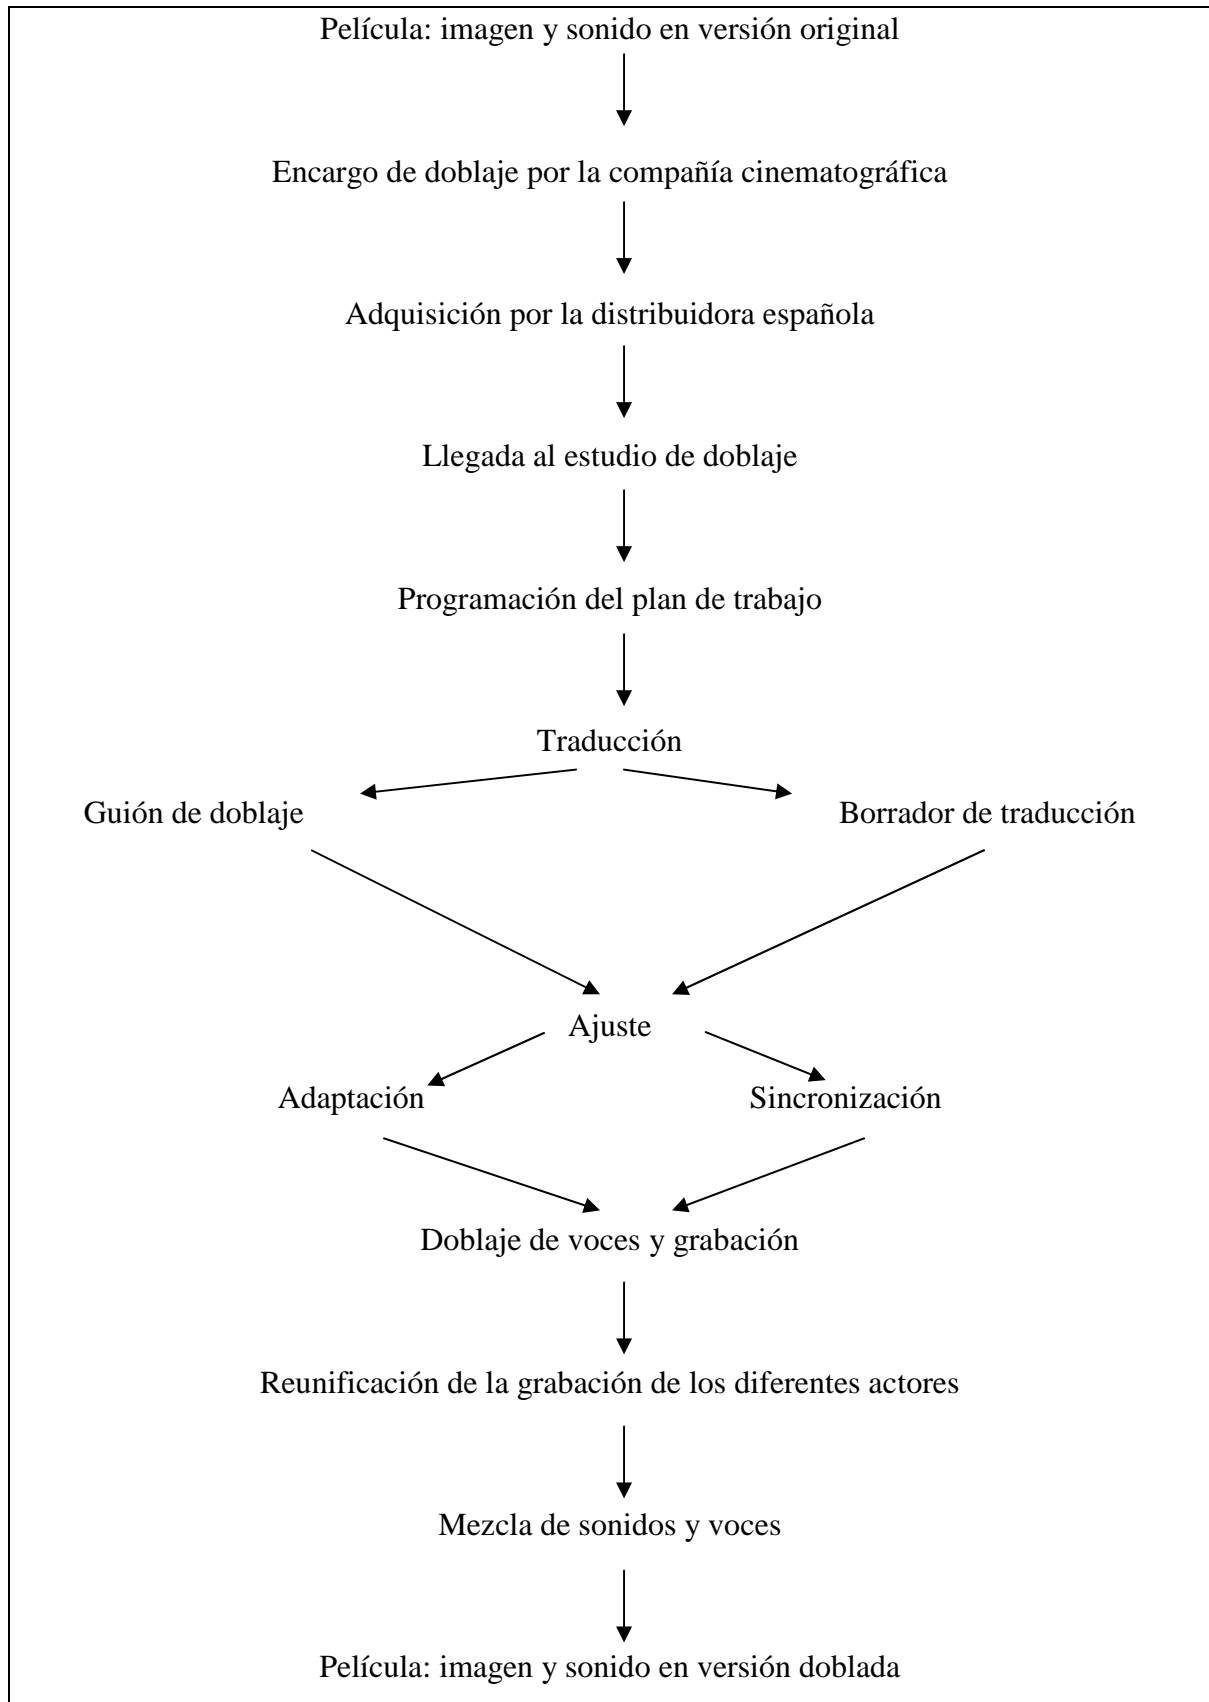 Película: imagen y sonido en versión original
Encargo de doblaje por la compañía cinematográfica
Adquisición por la distribuidora española
Llegada al estudio de doblaje
Programación del plan de trabajo
Traducción
Guión de doblaje
Borrador de traducción
Ajuste
Adaptación
Sincronización
Doblaje de voces y grabación
Reunificación de la grabación de los diferentes actores
Mezcla de sonidos y voces
Película: imagen y sonido en versión doblada